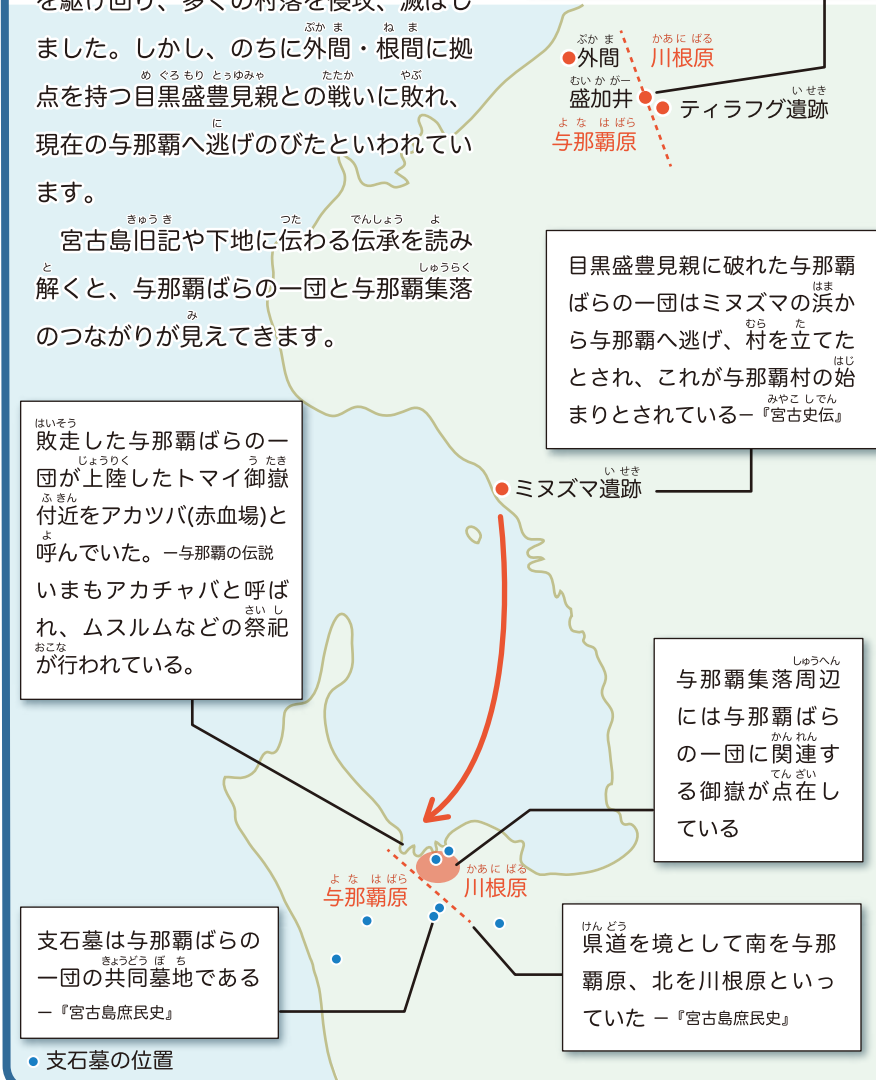 を駆け回り、多くの村落を侵攻、滅ぼし
ました。しかし、のちに外間・根間に拠
点を持つ目黒盛豊見親との戦いに敗れ、
現在の与那覇へ逃げのびたといわれてい
ます。
宮古島旧記や下地に伝わる伝承を読み
解くと、与那覇ばらの一団と与那覇集落
のつながりが見えてきます。
外間
川根原
盛加井
ティラフグ遺跡
与那覇原
目黒盛豊見親に破れた与那覇
ばらの一団はミヌズマの浜か
ら与那覇へ逃げ、村を立てた
とされ、これが与那覇村の始
まりとされている−『宮古史伝』
敗走した与那覇ばらの一
団が上陸したトマイ御嶽
付近をアカツバ(赤血場)と
呼んでいた。−与那覇の伝説
いまもアカチャバと呼ば
れ、ムスルムなどの祭祀
が行われている。
ミヌズマ遺跡
与那覇集落周辺
には与那覇ばら
の一団に関連す
る御嶽が点在し
ている
与那覇原
川根原
支石墓は与那覇ばらの
一団の共同墓地である
−『宮古島庶民史』
県道を境として南を与那
覇原、北を川根原といっ
ていた −『宮古島庶民史』
支石墓の位置